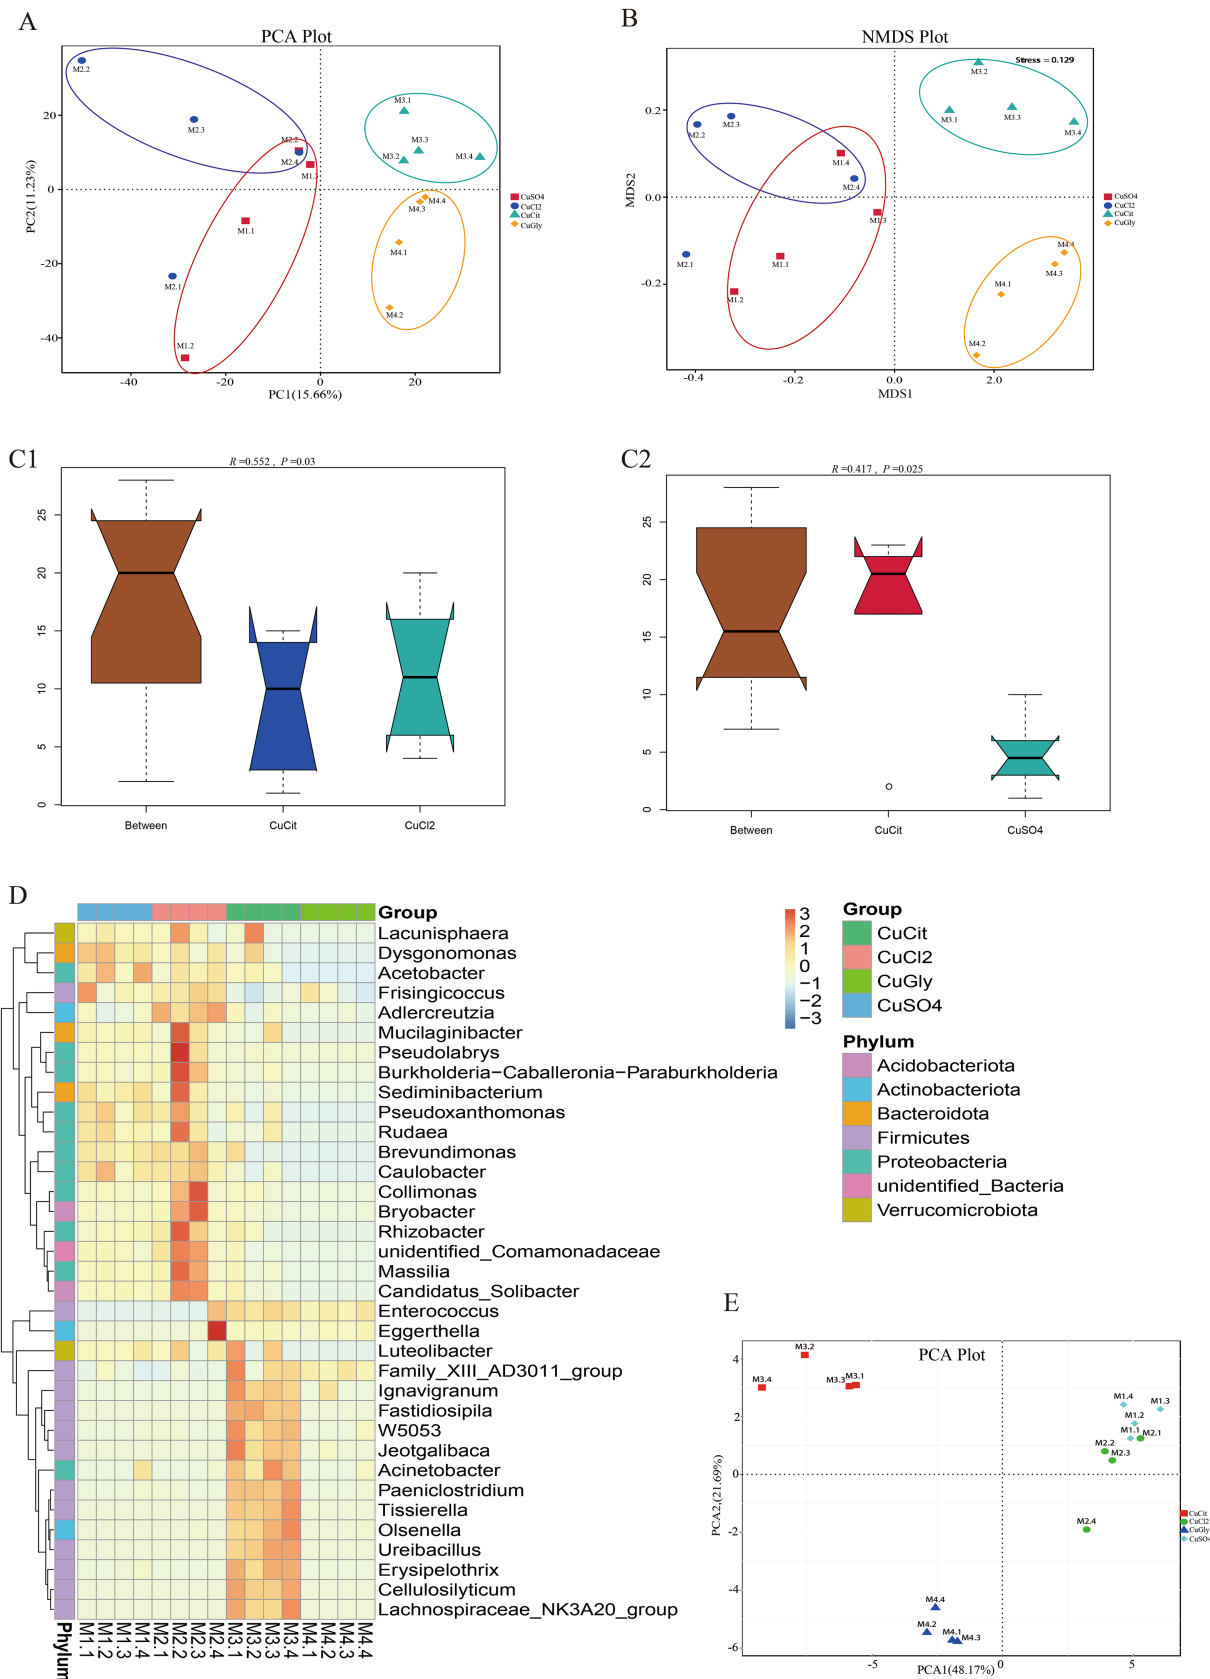 A
PCA Plot
M2.2
M2.3
M2.2
M2.4
M1.3
M3.1
M3.3
M3.2
M3.4
M4.4
M4.3
M1.1
M4.1
M2.1
M4.2
M1.2
20
0
-20
-40
-40
-20
0
20
PC2(11.23%)
PC1(15.66%)
CuSO4
CuCl2
CuCit
CuGly
B
NMDS Plot
Stress = 0.129
M3.2
M3.1
M3.3
M3.4
M2.2
M2.3
M1.4
M2.4
M1.3
M2.1
M1.1
M1.2
M4.4
M4.3
M4.1
M4.2
0.2
0.0
-0.2
-0.4
-0.2
0.0
2.0
MDS2
MDS1
CuSO4
CuCl2
CuCit
CuGly
C1
R =0.552 , P =0.03
25
20
15
10
5
0
Between
CuCit
CuCl2
C2
R =0.417 , P =0.025
25
20
15
10
5
0
Between
CuCit
CuSO4
D
Group
Lacunisphaera
Dysgonomonas
Acetobacter
Frisingicoccus
Adlercreutzia
Mucilaginibacter
Pseudolabrys
Burkholderia−Caballeronia−Paraburkholderia
Sediminibacterium
Pseudoxanthomonas
Rudaea
Brevundimonas
Caulobacter
Collimonas
Bryobacter
Rhizobacter
unidentified_Comamonadaceae
Massilia
Candidatus_Solibacter
Enterococcus
Eggerthella
Luteolibacter
Family_XIII_AD3011_group
Ignavigranum
Fastidiosipila
W5053
Jeotgalibaca
Acinetobacter
Paeniclostridium
Tissierella
Olsenella
Ureibacillus
Erysipelothrix
Cellulosilyticum
Lachnospiraceae_NK3A20_group
Phylum
M1.1
M1.2
M1.3
M1.4
M2.1
M2.2
M2.3
M2.4
M3.1
M3.2
M3.3
M3.4
M4.1
M4.2
M4.3
M4.4
3
2
1
0
−1
−2
−3
Group
CuCit
CuCl2
CuGly
CuSO4
Phylum
Acidobacteriota
Actinobacteriota
Bacteroidota
Firmicutes
Proteobacteria
unidentified_Bacteria
Verrucomicrobiota
E
PCA Plot
M3.2
M3.4
M3.3
M3.1
M1.4
M1.3
M1.2
M1.1
M2.1
M2.2
M2.3
M2.4
M4.4
M4.2
M4.1
M4.3
4
2
0
-2
-4
-6
-5
0
5
PCA2,(21.69%)
PCA1(48.17%)
CuCit
CuCl2
CuGly
CuSO4